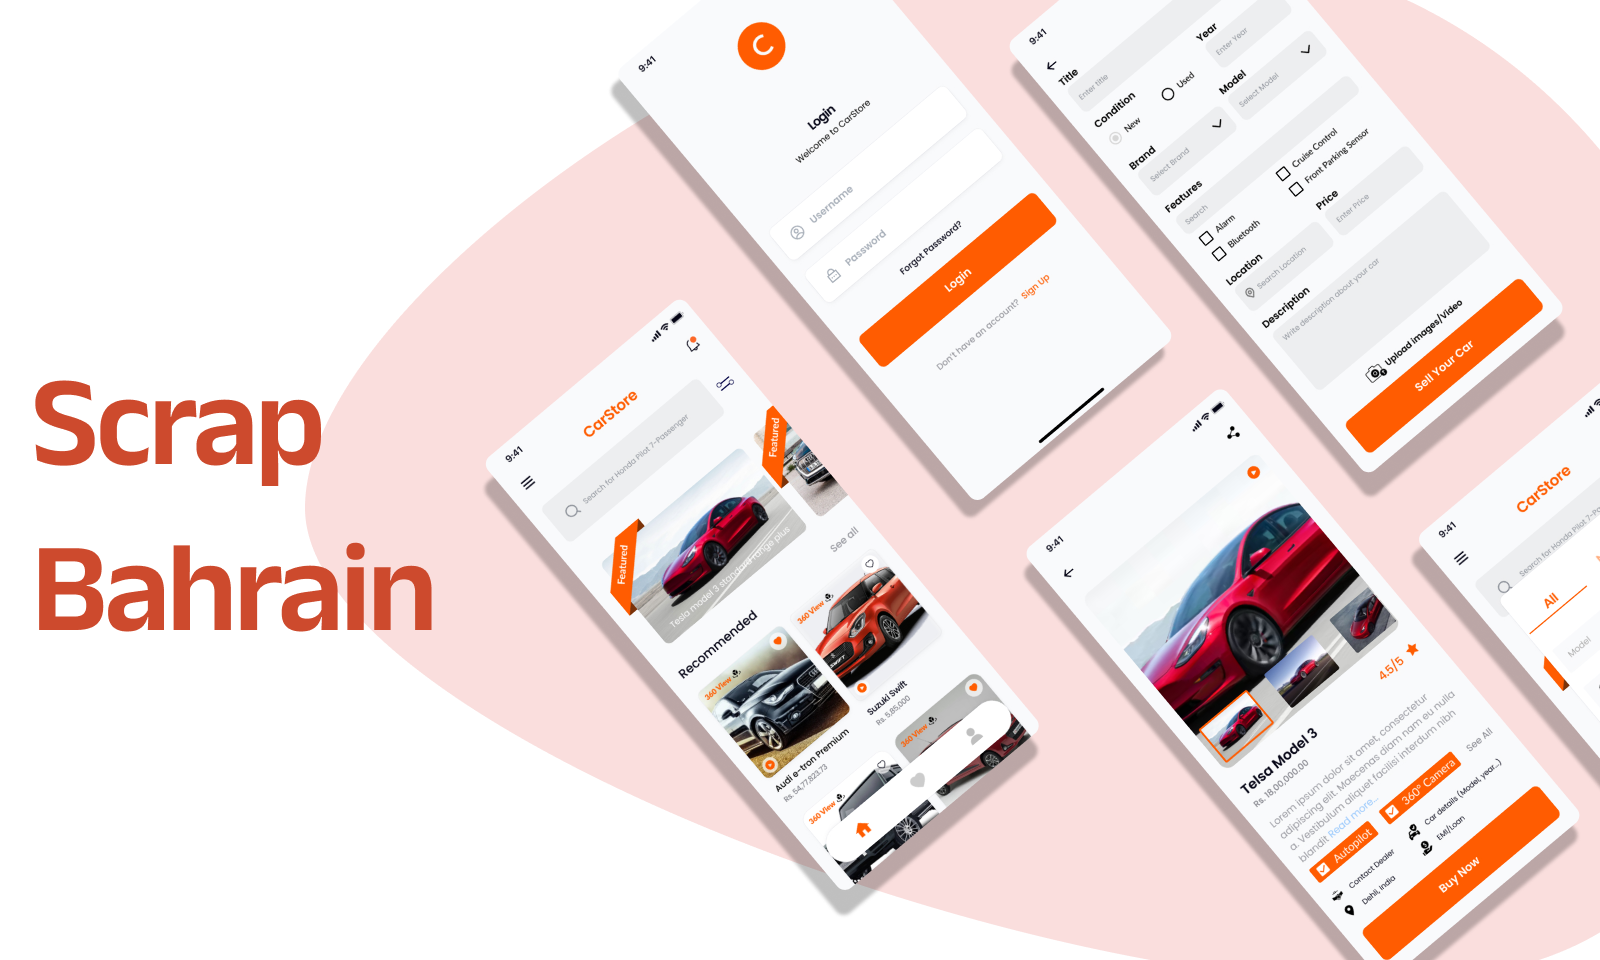 Scrap
Bahrain
9:41
CarStore
Search for Honda Pilot 7-Passenger
Featured
Featured
Tesla model 3 standard range plus
See all
Recommended
360 View
Audi e-tron Premium
Rs. 54,77,823.73
360 View
SWIFT
Suzuki Swift
Rs. 5,85,000
360 View
360 View
9:41
C
Login
Welcome to CarStore
Username
Password
Forgot Password?
Login
Don't have an account? Sign Up
9:41
Title
Enter title
Year
Enter Year
Condition
New
Used
Model
Select Model
Brand
Select Brand
Features
Search
Cruise Control
Front Parking Sensor
Alarm
Bluetooth
Price
Enter Price
Location
Search Location
Description
Write description about your car
Upload images/Video
Sell Your Car
9:41
4.5/5
Telsa Model 3
Rs. 18,00,000.00
Lorem ipsum dolor sit amet, consectetur
adipiscing elit. Maecenas diam nam eu nulla
a. Vestibulum aliquet facilisi interdum nibh
blandit Read more...
See All
Autopilot
360° Camera
Contact Dealer
Car details (Model, year..)
Dehli, India
EMI/Loan
Buy Now
9:41
CarStore
Search for Honda Pilot 7-Pa
All
Model